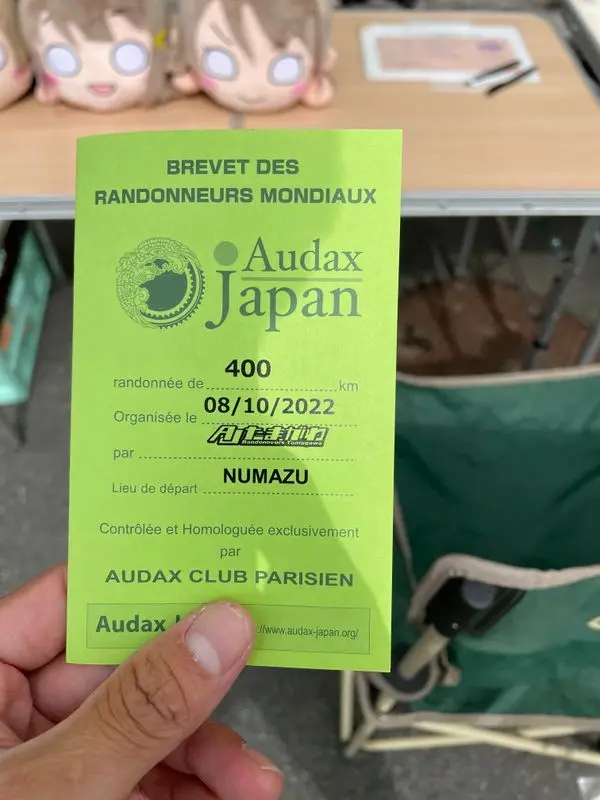 BREVET DES
RANDONNEURS MONDIAUX
Audax
Japan
randonnée de 400 km
Organisée le 08/10/2022
par Randonneurs Tamagawa
Lieu de départ NUMAZU
Contrôlée et Homologuée exclusivement
par
AUDAX CLUB PARISIEN
Audax ://www.audax-japan.org/